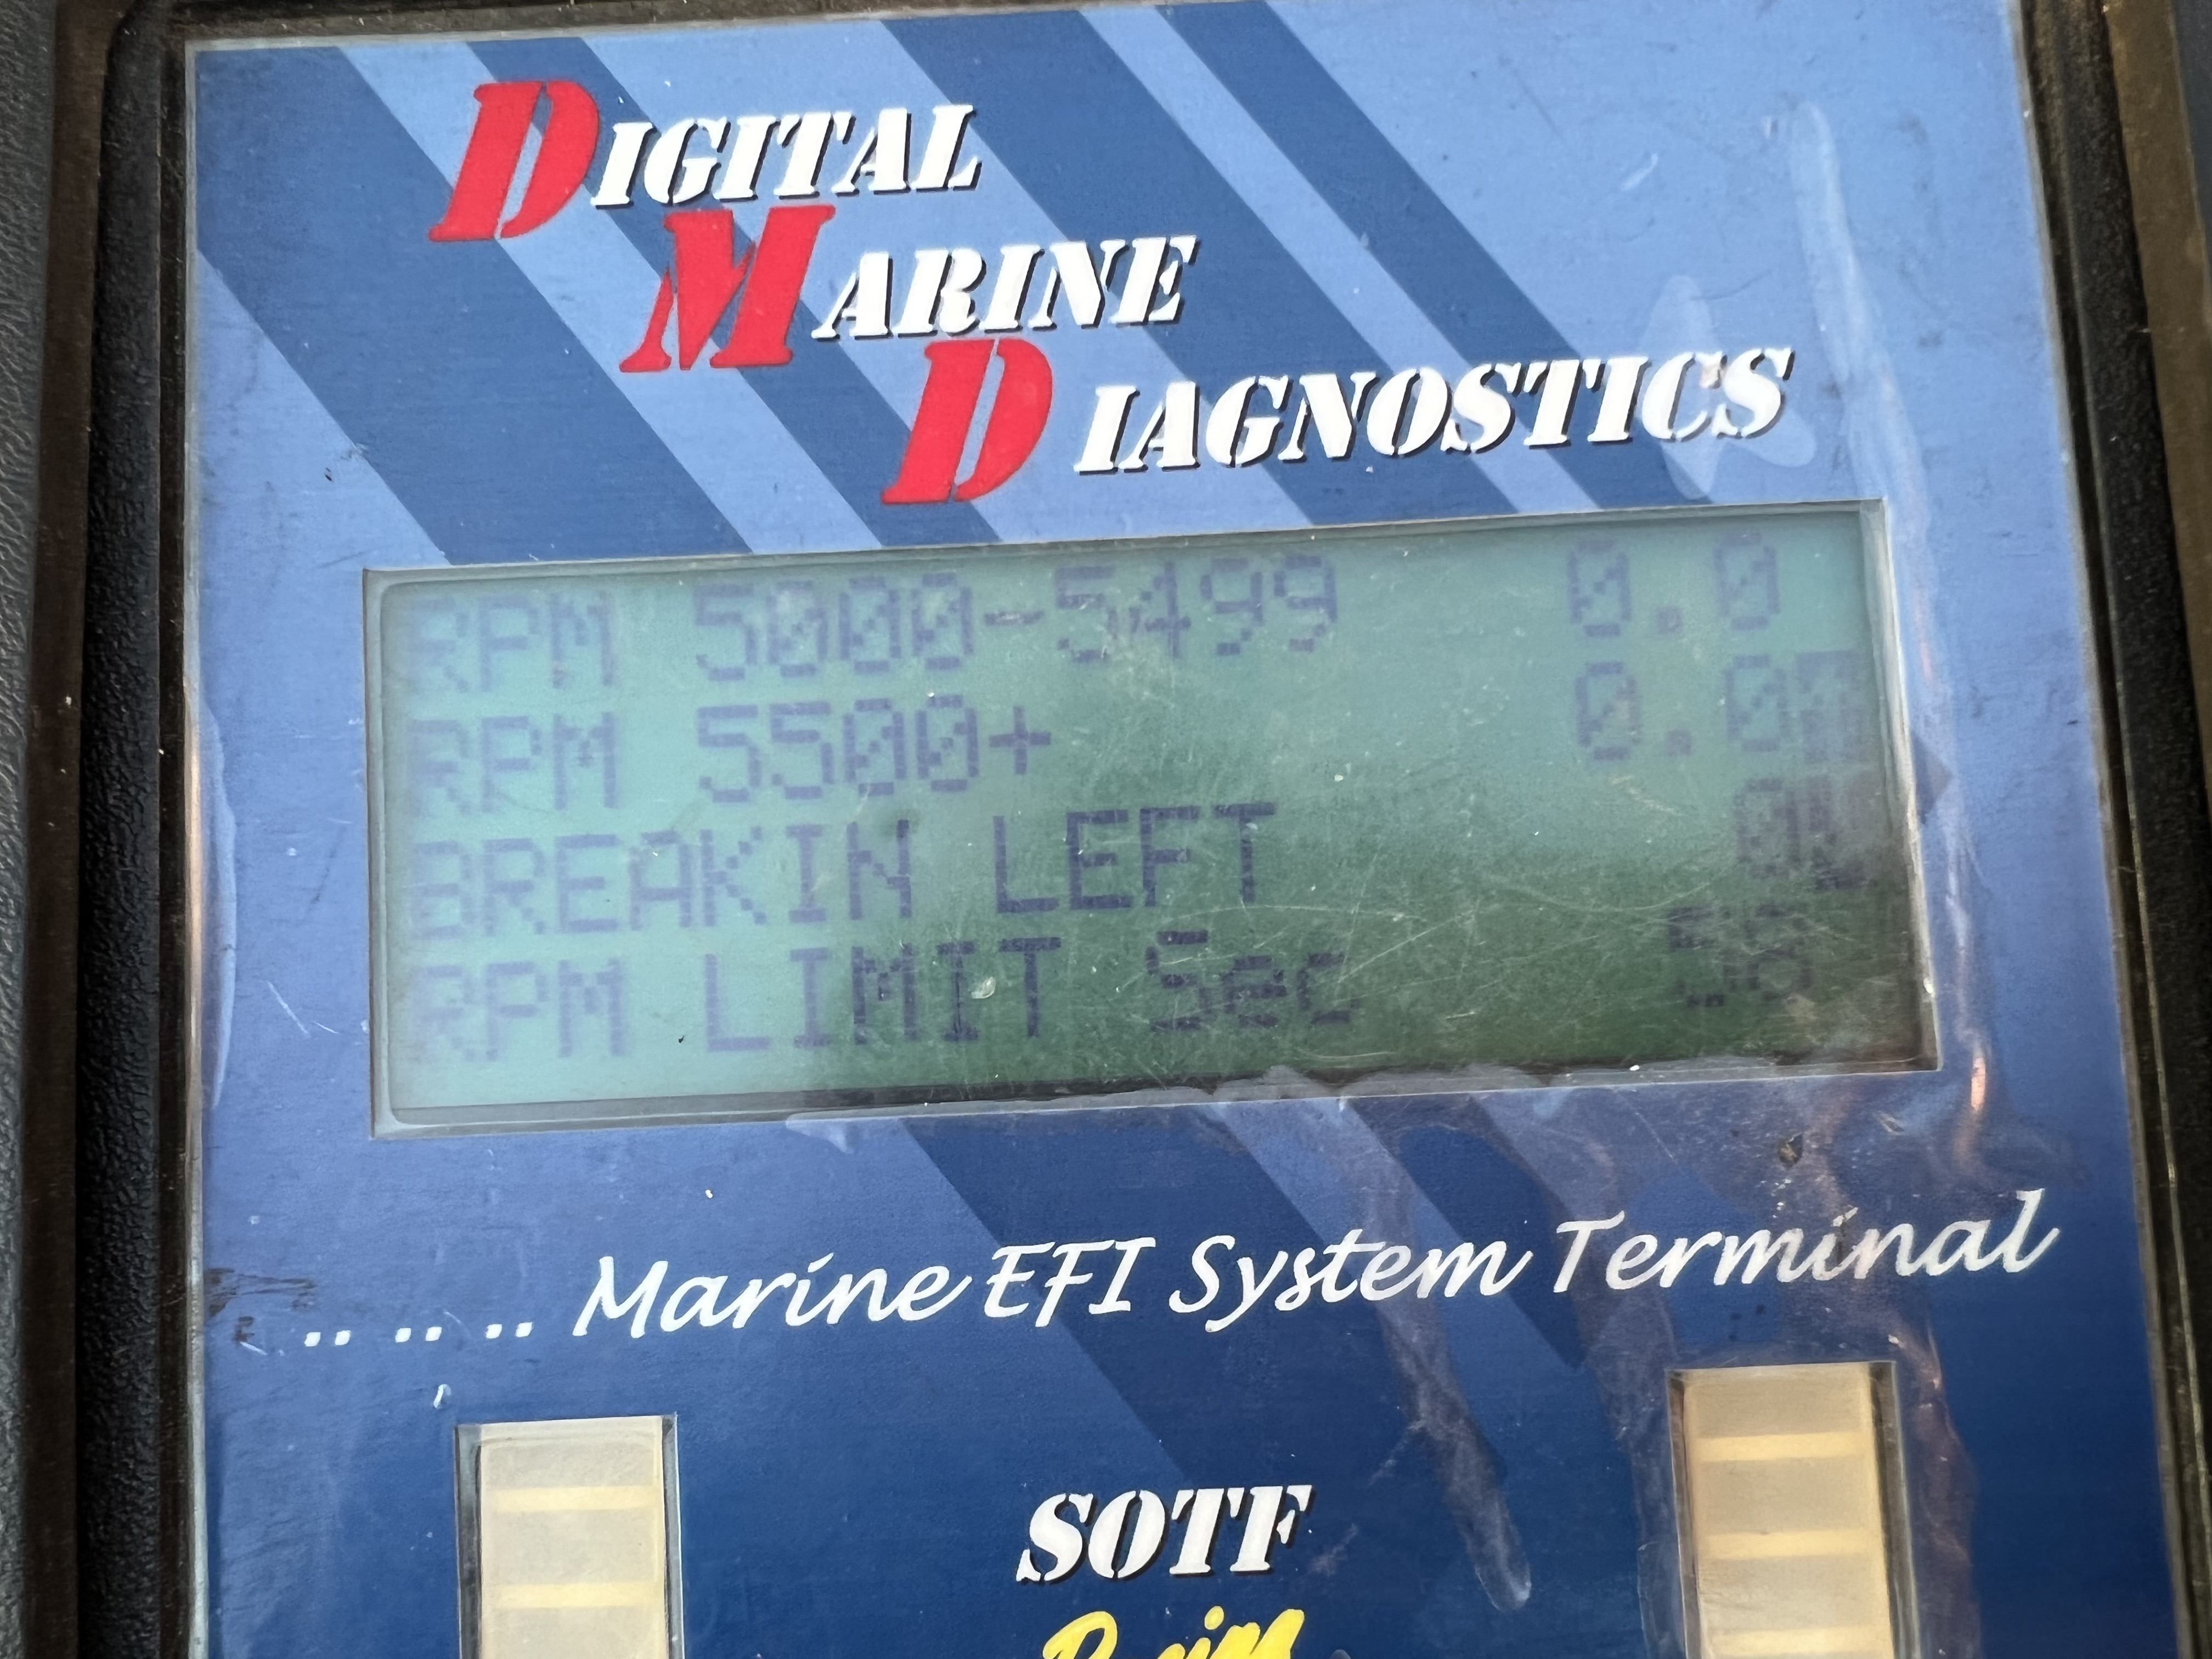 DIGITAL
MARINE
DIAGNOSTICS
RPM 5000-5499 0.0
RPM 5500+ 0.0
BREAKIN LEFT
RPM LIMIT Sec
.. .. .. Marine EFI System Terminal
SOTF